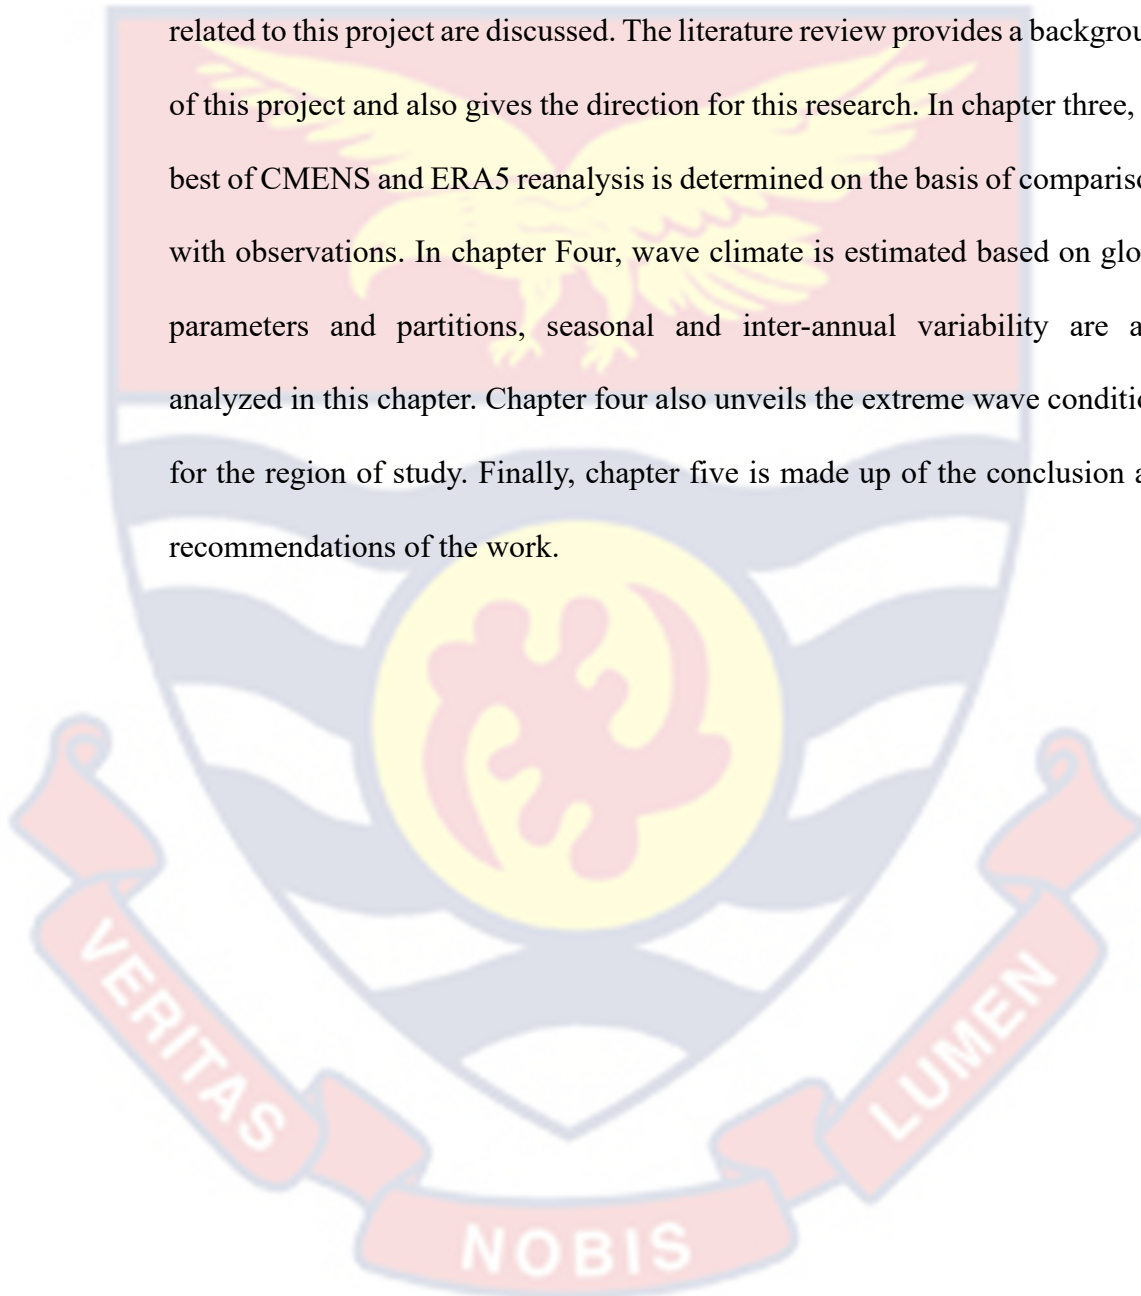 related to this project are discussed. The literature review provides a backgrou
of this project and also gives the direction for this research. In chapter three,
best of CMENS and ERA5 reanalysis is determined on the basis of compariso
with observations. In chapter Four, wave climate is estimated based on glo
parameters and partitions, seasonal and inter-annual variability are a
analyzed in this chapter. Chapter four also unveils the extreme wave conditio
for the region of study. Finally, chapter five is made up of the conclusion a
recommendations of the work.
VERITAS
NOBIS
LUMEN